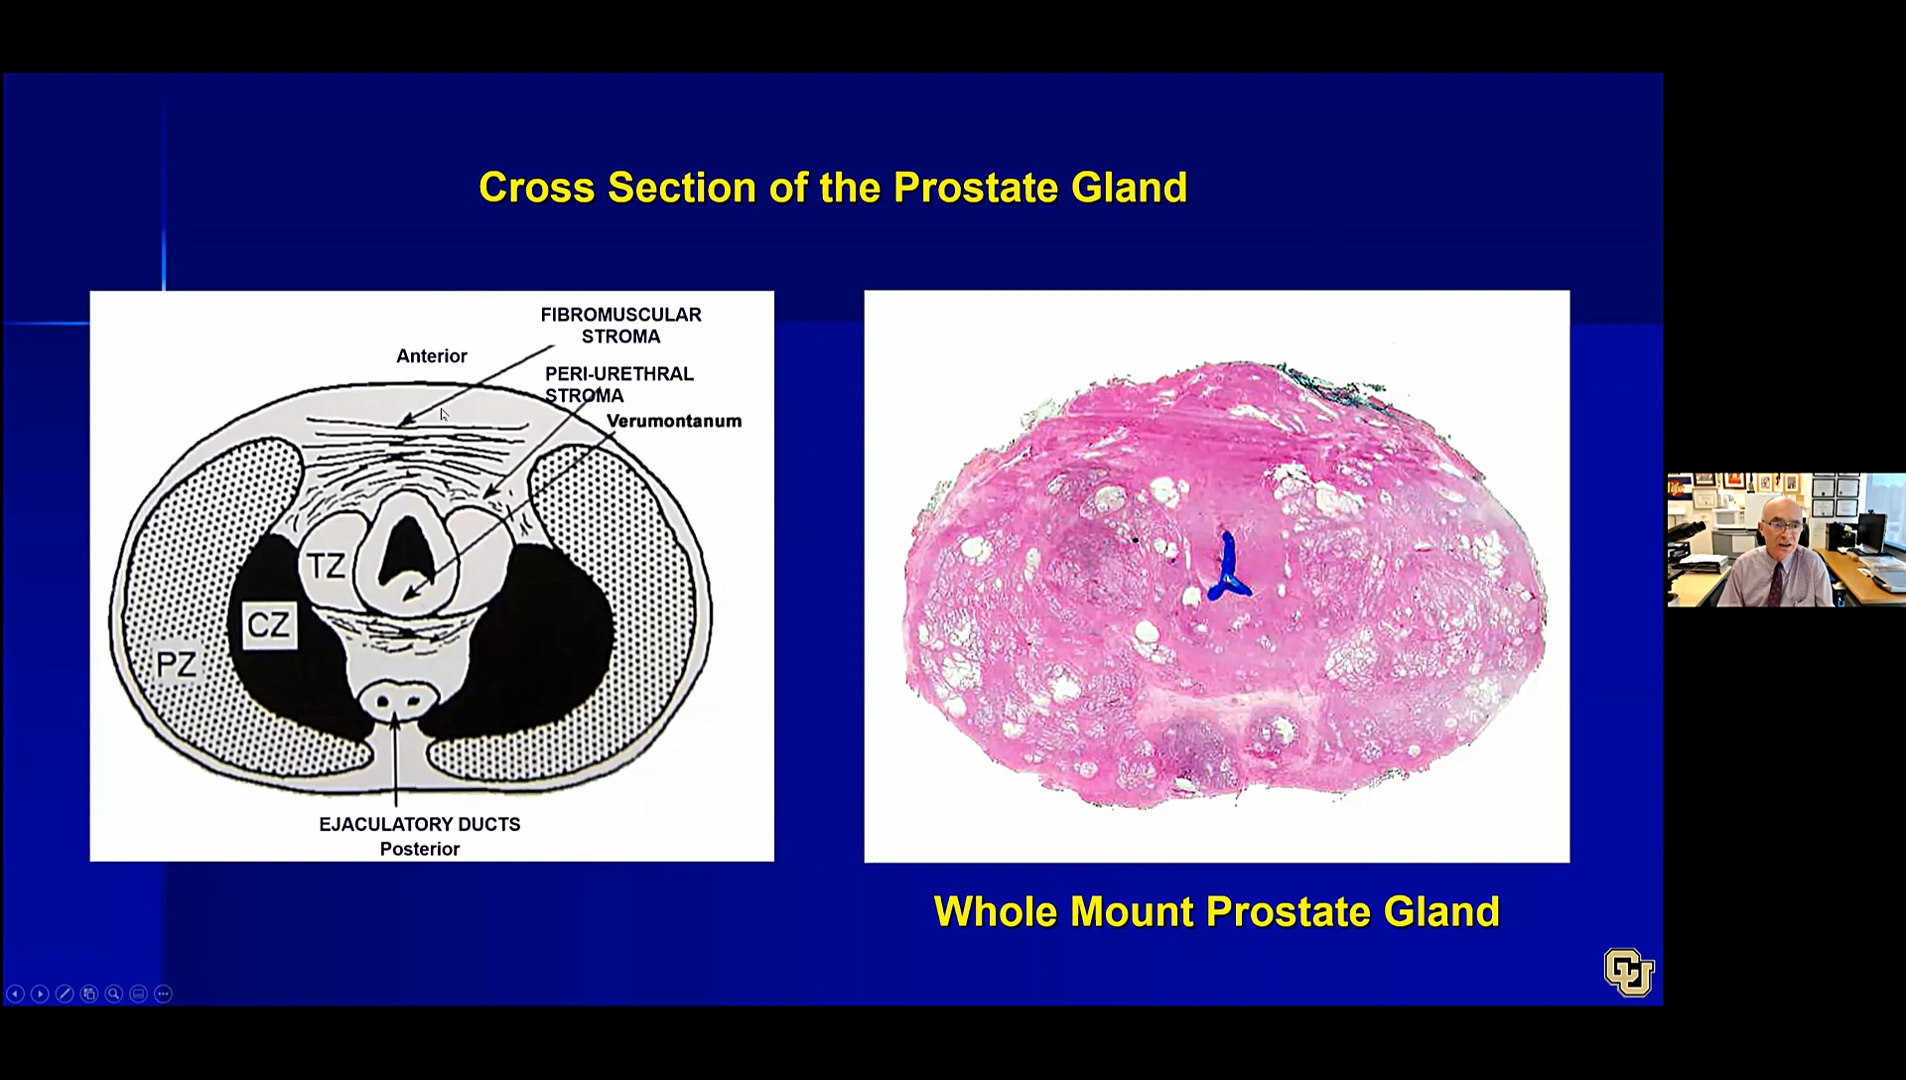 Cross Section of the Prostate Gland
FIBROMUSCULAR
STROMA
Anterior
PERI-URETHRAL
STROMA
Verumontanum
TZ
CZ
PZ
EJACULATORY DUCTS
Posterior
Whole Mount Prostate Gland
CU